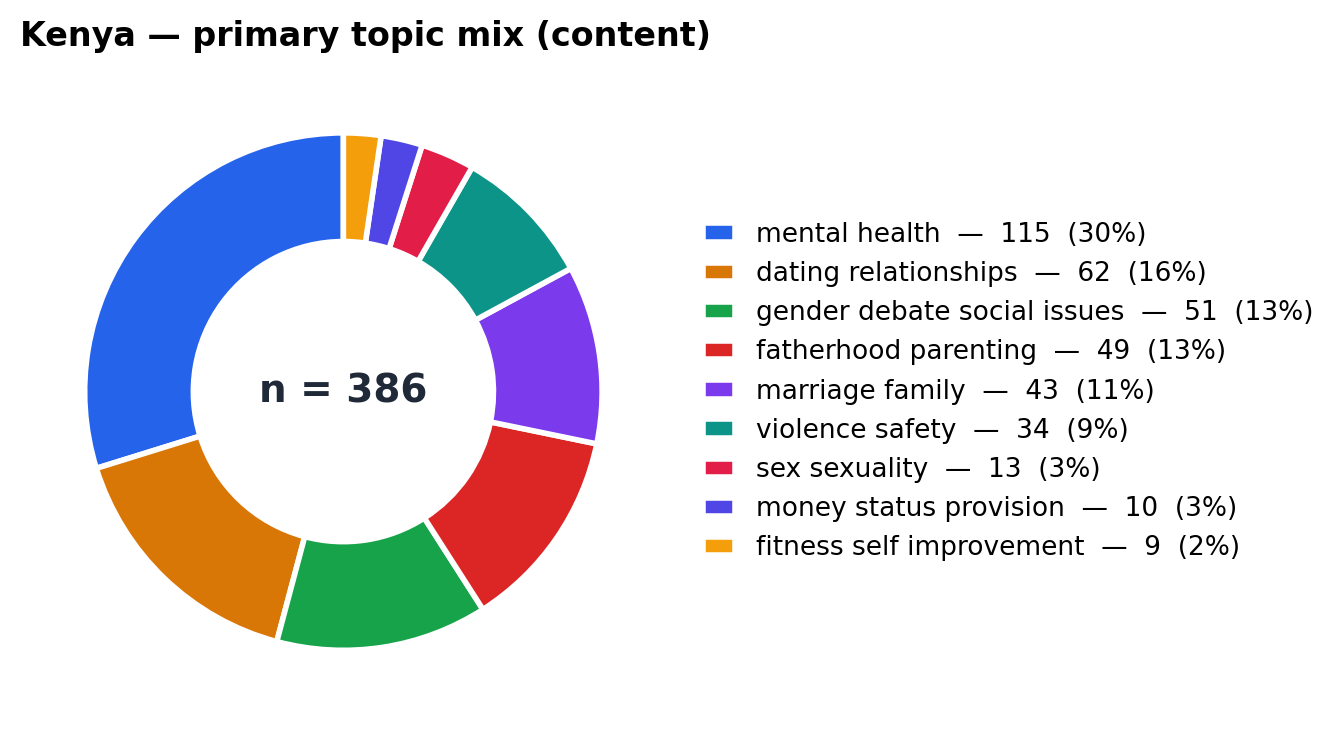 Kenya — primary topic mix (content)
n = 386
mental health — 115 (30%)
dating relationships — 62 (16%)
gender debate social issues — 51 (13%)
fatherhood parenting — 49 (13%)
marriage family — 43 (11%)
violence safety — 34 (9%)
sex sexuality — 13 (3%)
money status provision — 10 (3%)
fitness self improvement — 9 (2%)